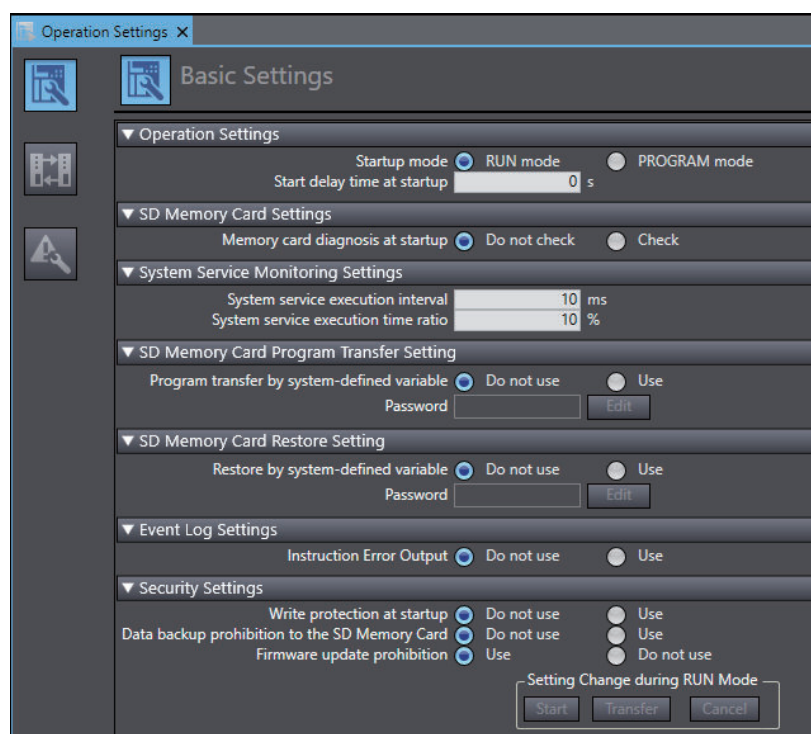 Operation Settings X
Basic Settings
▼ Operation Settings
Startup mode RUN mode PROGRAM mode
Start delay time at startup 0 s
▼ SD Memory Card Settings
Memory card diagnosis at startup Do not check Check
▼ System Service Monitoring Settings
System service execution interval 10 ms
System service execution time ratio 10 %
▼ SD Memory Card Program Transfer Setting
Program transfer by system-defined variable Do not use Use
Password Edit
▼ SD Memory Card Restore Setting
Restore by system-defined variable Do not use Use
Password Edit
▼ Event Log Settings
Instruction Error Output Do not use Use
▼ Security Settings
Write protection at startup Do not use Use
Data backup prohibition to the SD Memory Card Do not use Use
Firmware update prohibition Use Do not use
Setting Change during RUN Mode
Start Transfer Cancel